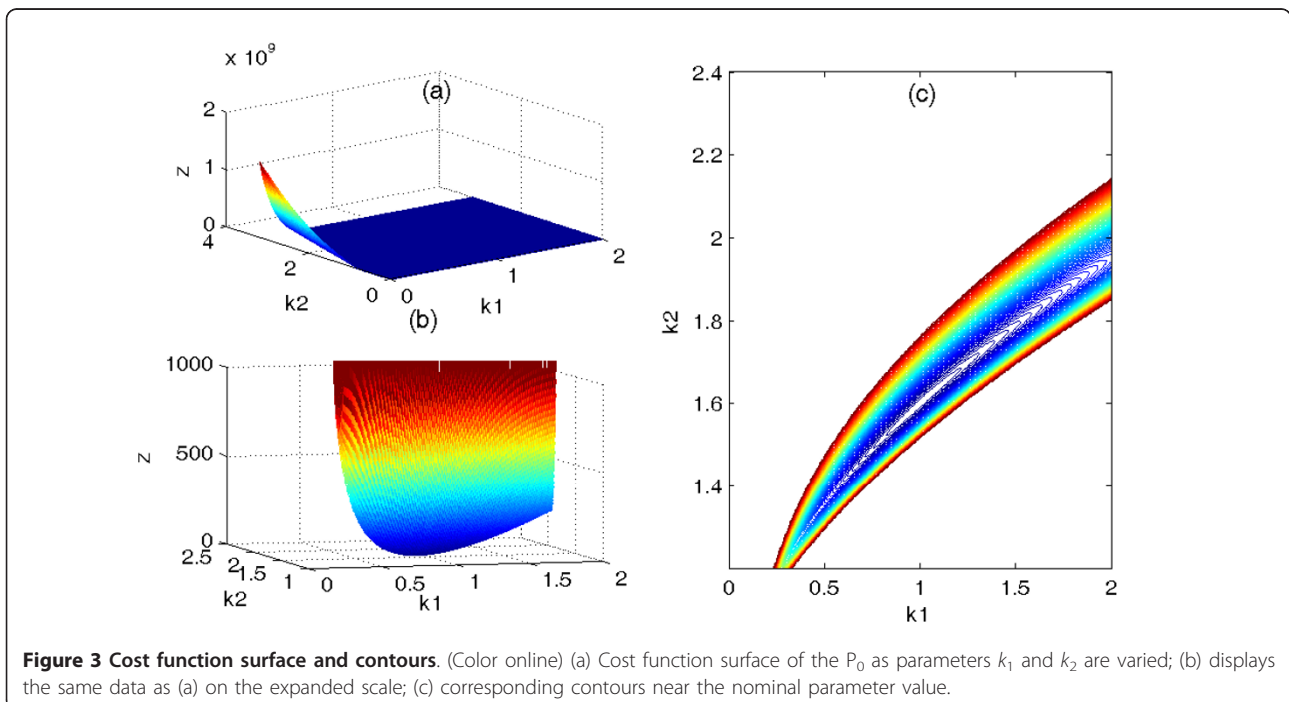 x 10^9
(a)
2
1
0
z
4
2
0
k2
0
1
2
k1
(b)
1000
500
0
z
2.5
2
1.5
1
k2
0
0.5
1
1.5
2
k1
(c)
2.4
2.2
2
1.8
1.6
1.4
k2
0
0.5
1
1.5
2
k1
Figure 3 Cost function surface and contours. (Color online) (a) Cost function surface of the P₀ as parameters k₁ and k₂ are varied; (b) displays
the same data as (a) on the expanded scale; (c) corresponding contours near the nominal parameter value.